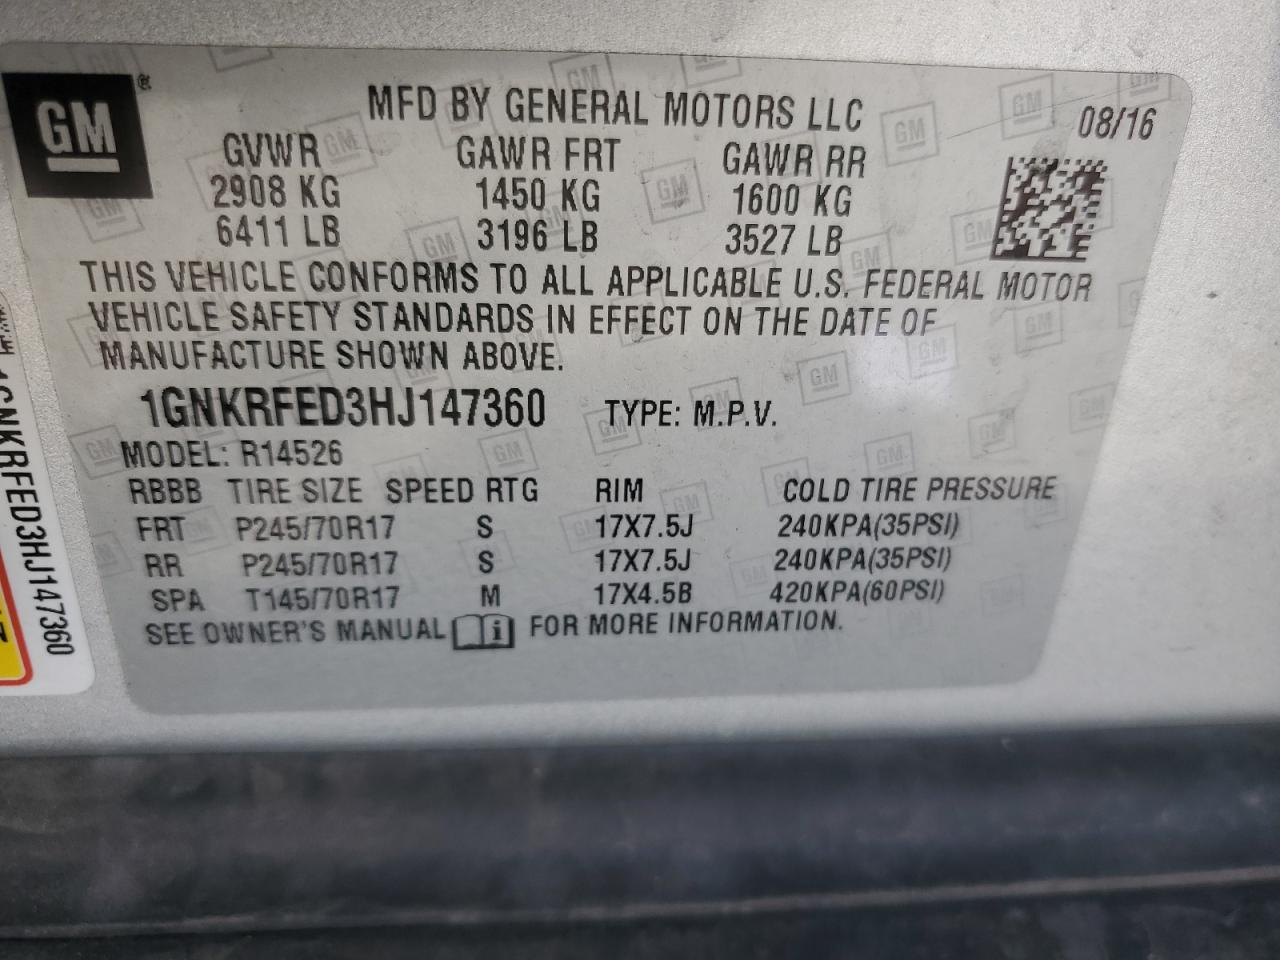 GM ®
MFD BY GENERAL MOTORS LLC
08/16
GVWR GAWR FRT GAWR RR
2908 KG 1450 KG 1600 KG
6411 LB 3196 LB 3527 LB
THIS VEHICLE CONFORMS TO ALL APPLICABLE U.S. FEDERAL MOTOR
VEHICLE SAFETY STANDARDS IN EFFECT ON THE DATE OF
MANUFACTURE SHOWN ABOVE.
1GNKRFED3HJ147360 TYPE: M.P.V.
MODEL: R14526
RBBB TIRE SIZE SPEED RTG RIM COLD TIRE PRESSURE
FRT P245/70R17 S 17X7.5J 240KPA(35PSI)
RR P245/70R17 S 17X7.5J 240KPA(35PSI)
SPA T145/70R17 M 17X4.5B 420KPA(60PSI)
SEE OWNER'S MANUAL i FOR MORE INFORMATION.
1GNKRFED3HJ147360